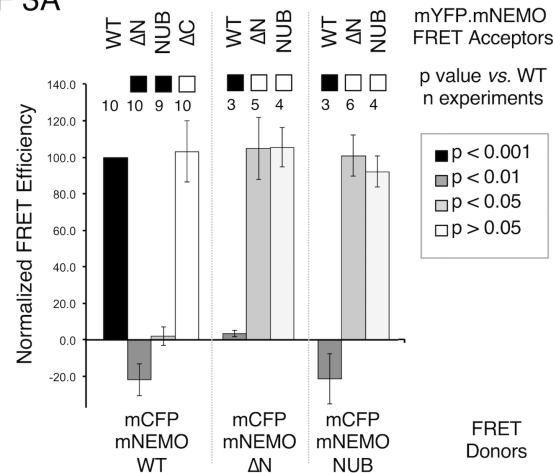 3A
WT ΔN NUB ΔC WT ΔN NUB WT ΔN NUB
mYFP.mNEMO
FRET Acceptors
p value vs. WT
n experiments
10 10 9 10 3 5 4 3 6 4
Normalized FRET Efficiency
140.0
120.0
100.0
80.0
60.0
40.0
20.0
0.0
-20.0
p < 0.001
p < 0.01
p < 0.05
p > 0.05
mCFP
mNEMO
WT
mCFP
mNEMO
ΔN
mCFP
mNEMO
NUB
FRET
Donors